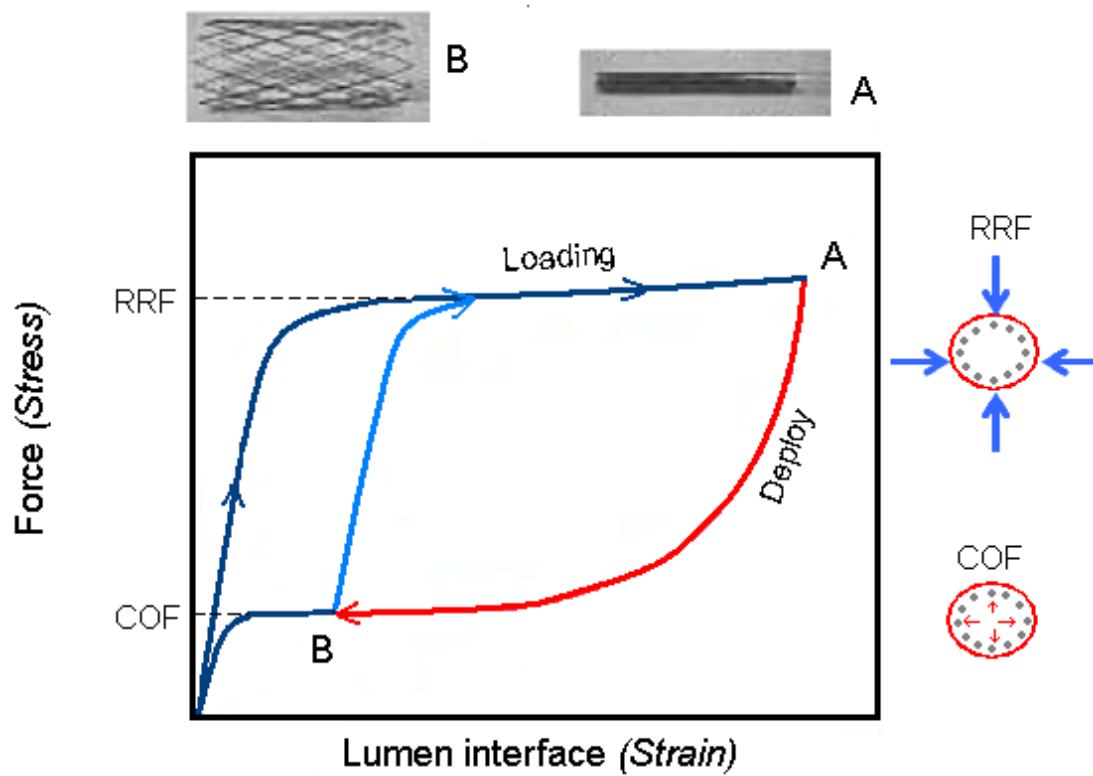 B
A
Loading
A
RRF
RRF
Deploy
Force (Stress)
COF
COF
B
Lumen interface (Strain)